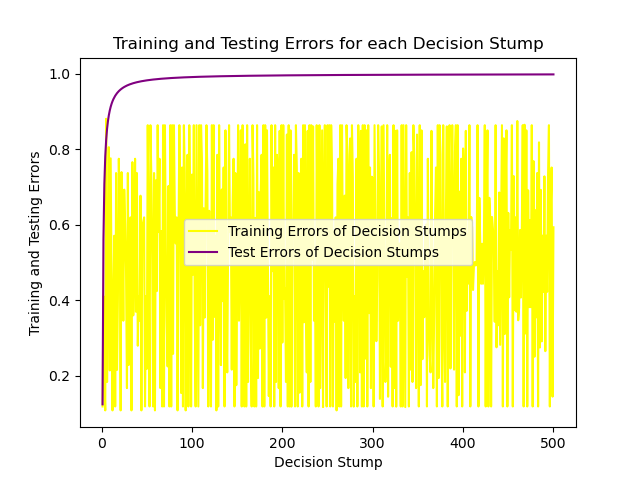 Training and Testing Errors for each Decision Stump
1.0
0.8
0.6
0.4
0.2
Training and Testing Errors
Training Errors of Decision Stumps
Test Errors of Decision Stumps
0 100 200 300 400 500
Decision Stump